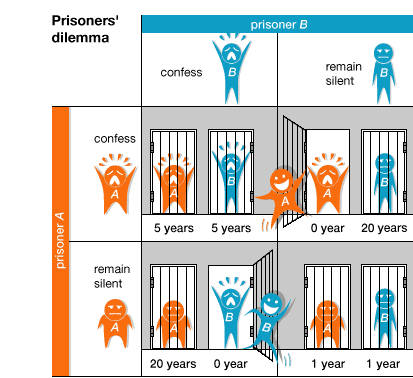 Prisoners'
dilemma
prisoner B
confess
B
remain
silent
B
prisoner A
confess
A
A
A
B
A
A
B
5 years
5 years
0 year
20 years
remain
silent
A
A
B
B
A
B
20 years
0 year
1 year
1 year